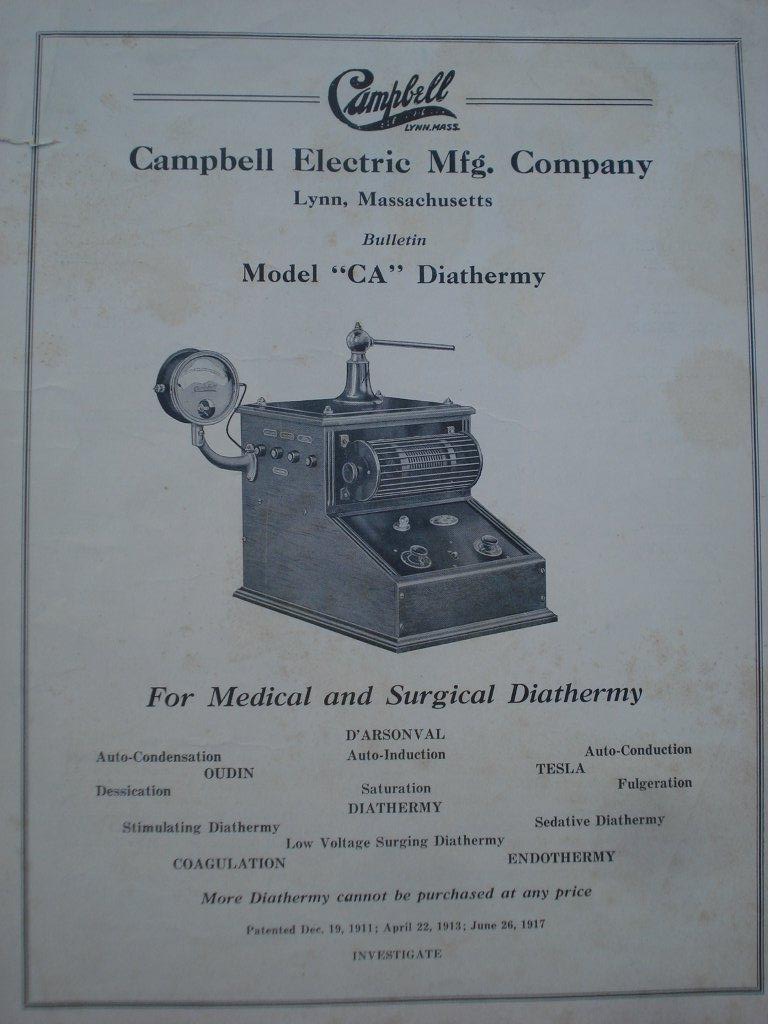 Campbell
LYNN. MASS.
Campbell Electric Mfg. Company
Lynn, Massachusetts
Bulletin
Model “CA” Diathermy
For Medical and Surgical Diathermy
D'ARSONVAL
Auto-Condensation Auto-Induction Auto-Conduction
OUDIN TESLA
Dessication Saturation Fulgeration
DIATHERMY
Stimulating Diathermy Sedative Diathermy
Low Voltage Surging Diathermy
COAGULATION ENDOTHERMY
More Diathermy cannot be purchased at any price
Patented Dec. 19, 1911; April 22, 1913; June 26, 1917
INVESTIGATE